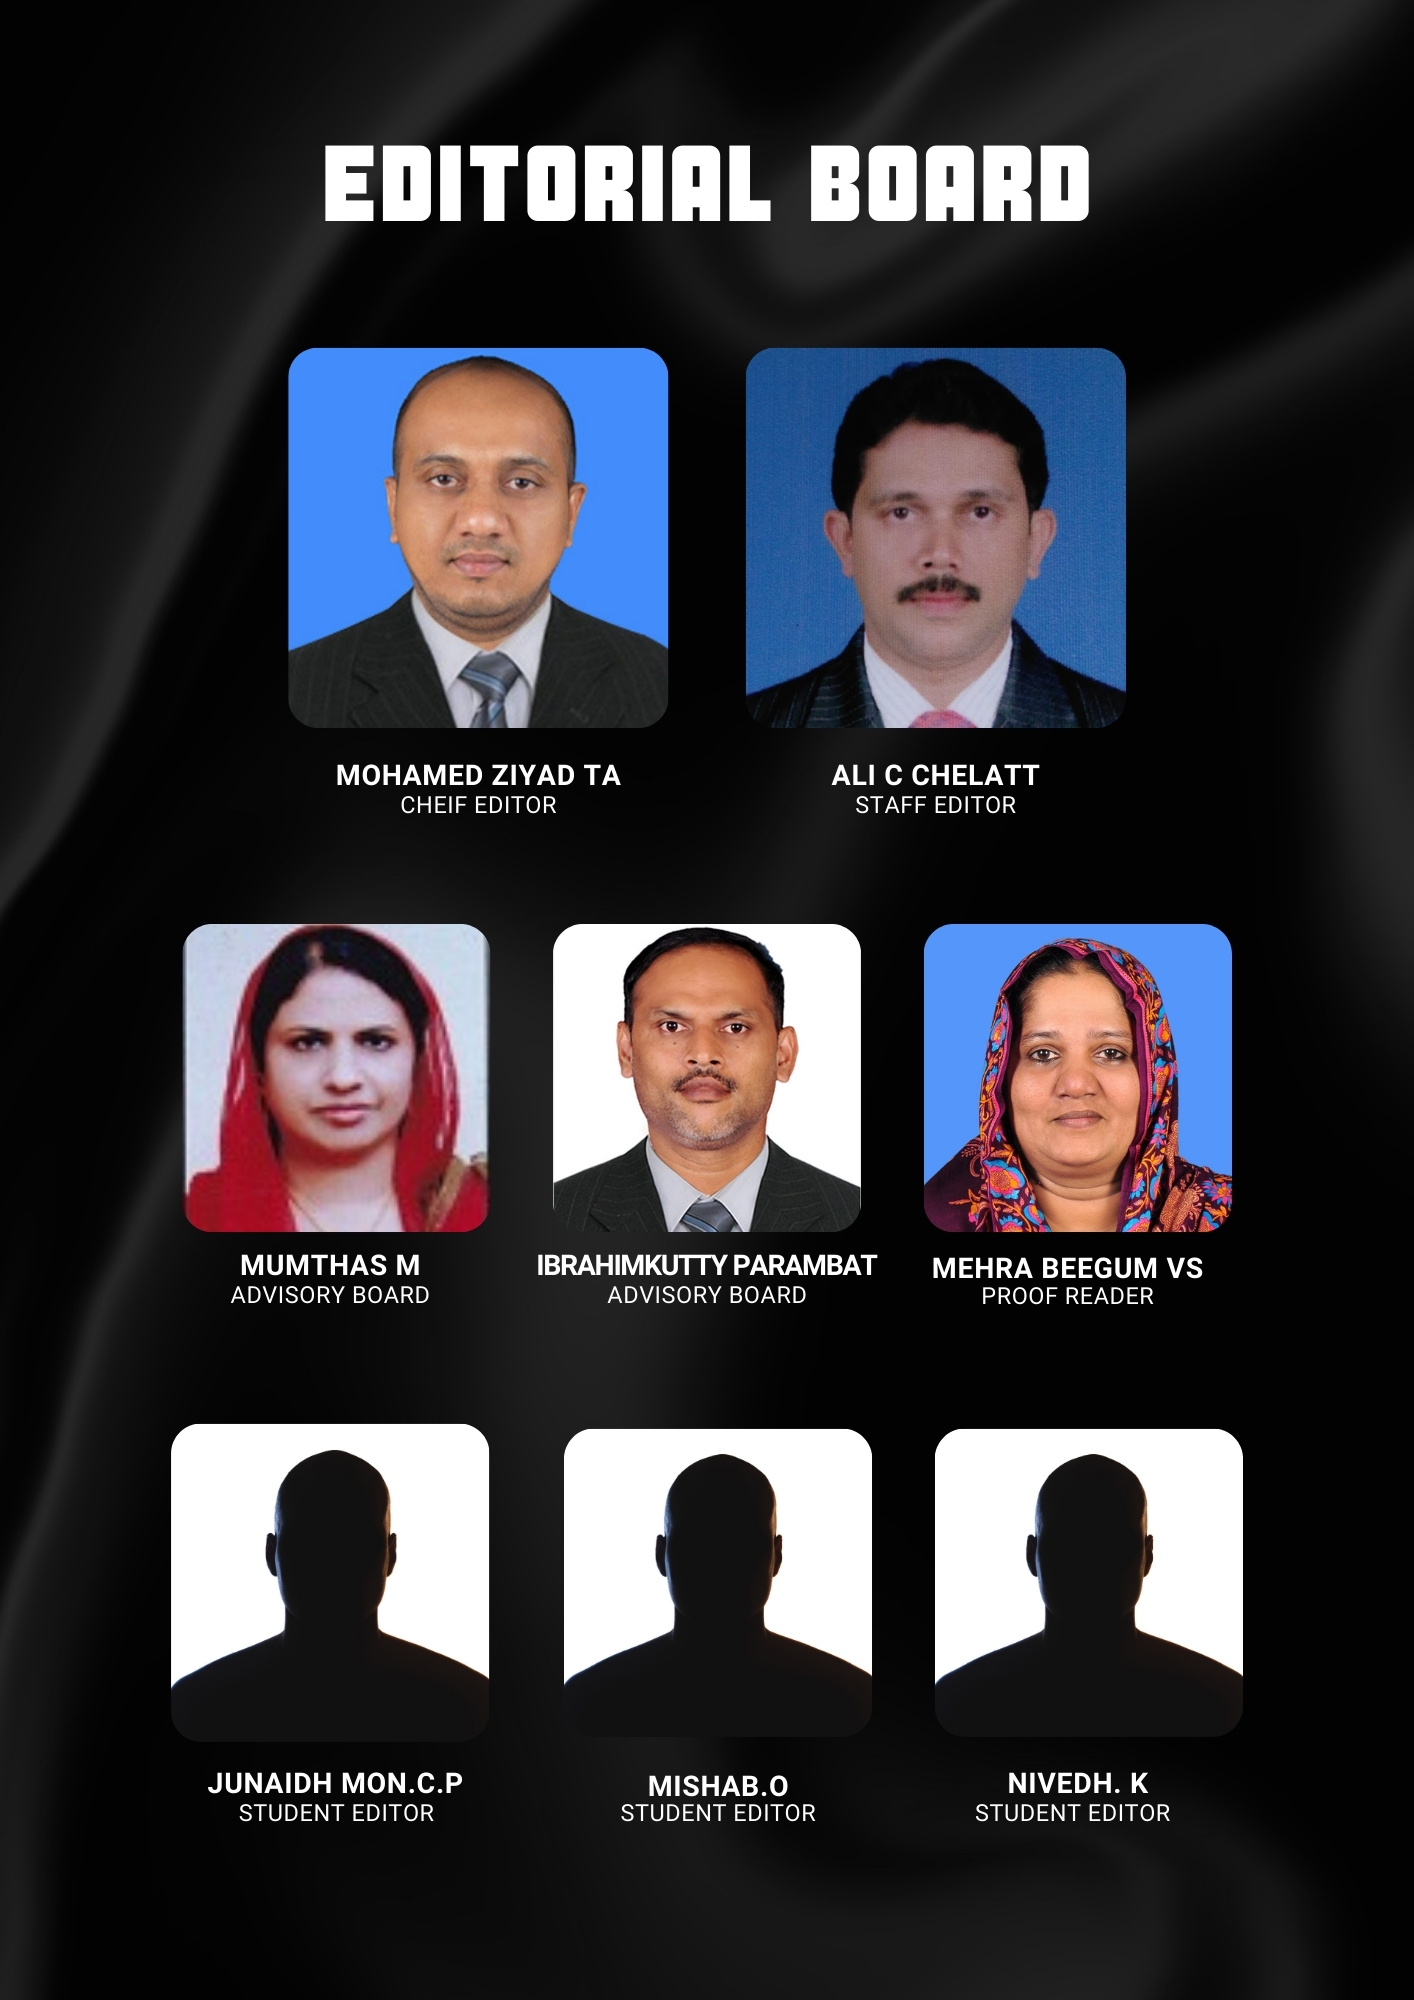 EDITORIAL BOARD
MOHAMED ZIYAD TA
CHEIF EDITOR
ALI C CHELATT
STAFF EDITOR
MUMTHAS M
ADVISORY BOARD
IBRAHIMKUTTY PARAMBAT
ADVISORY BOARD
MEHRA BEEGUM VS
PROOF READER
JUNAIDH MON.C.P
STUDENT EDITOR
MISHAB.O
STUDENT EDITOR
NIVEDH. K
STUDENT EDITOR